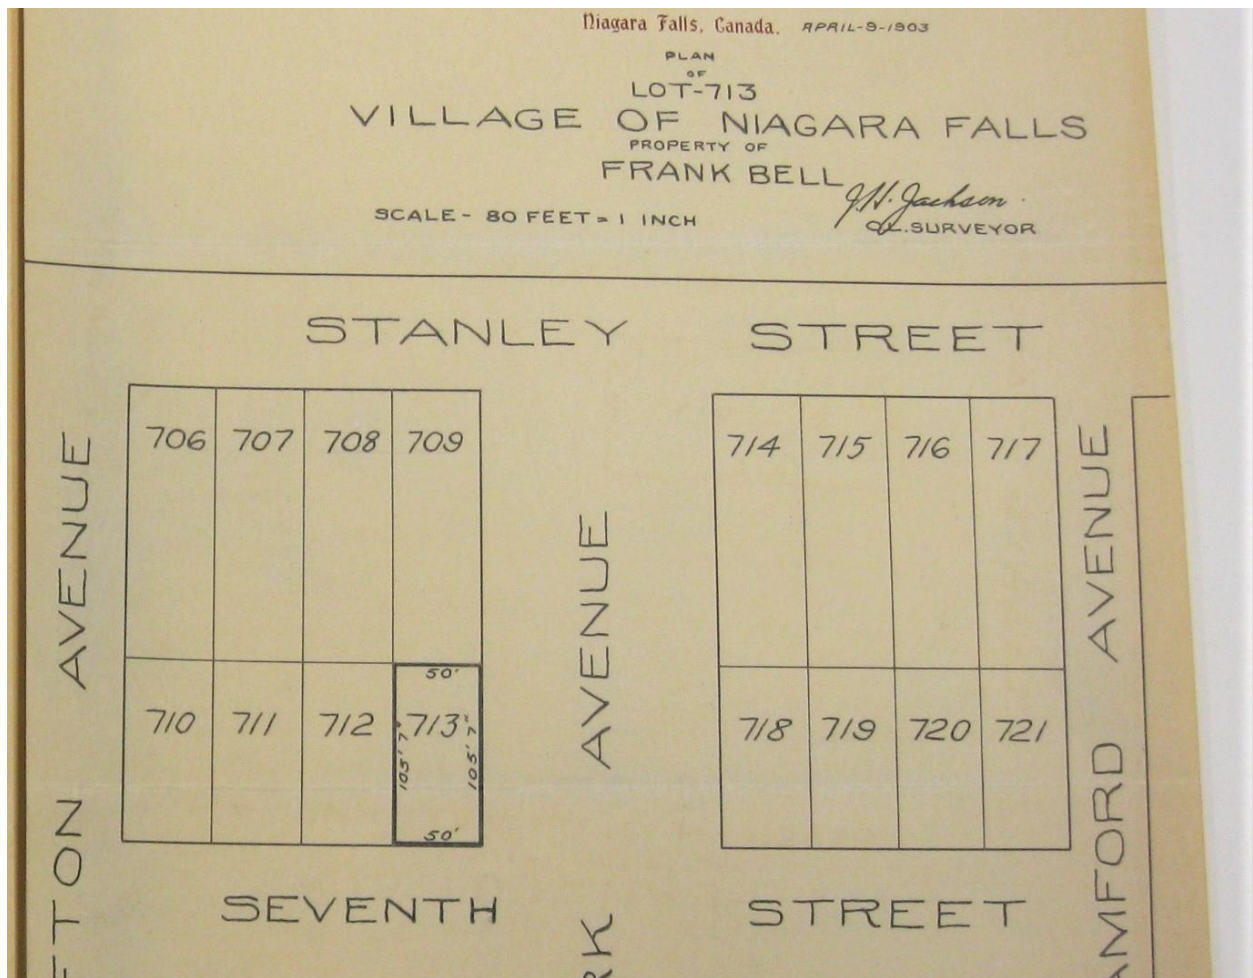 Niagara Falls, Canada. APRIL-9-1903
PLAN
OF
LOT-713
VILLAGE OF NIAGARA FALLS
PROPERTY OF
FRANK BELL
J.H. Jackson.
SCALE - 80 FEET = 1 INCH
O.L.SURVEYOR
STANLEY STREET
706 707 708 709
714 715 716 717
AVENUE
AVENUE
AVENUE
50'
710 711 712 713
105' 7"
105' 7"
50'
718 719 720 721
SEVENTH STREET